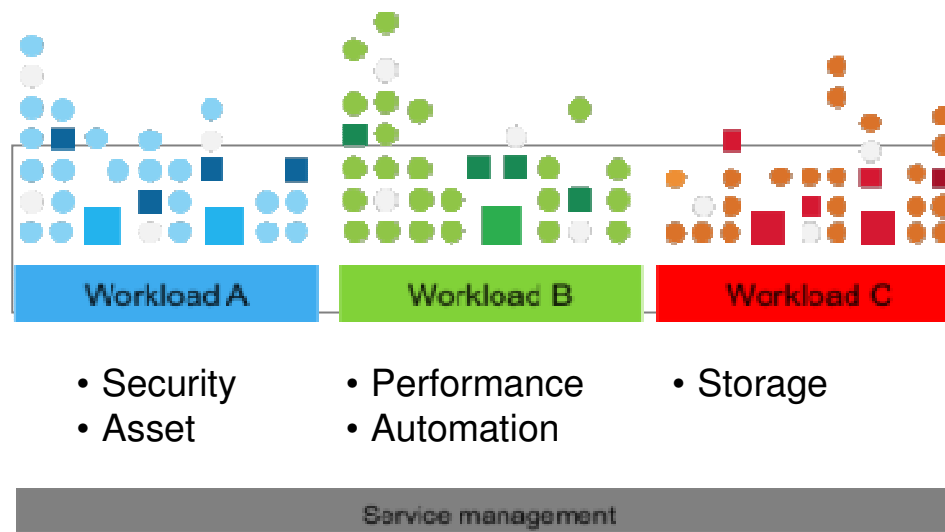 Workload A
Workload B
Workload C
• Security
• Asset
• Performance
• Automation
• Storage
Service management